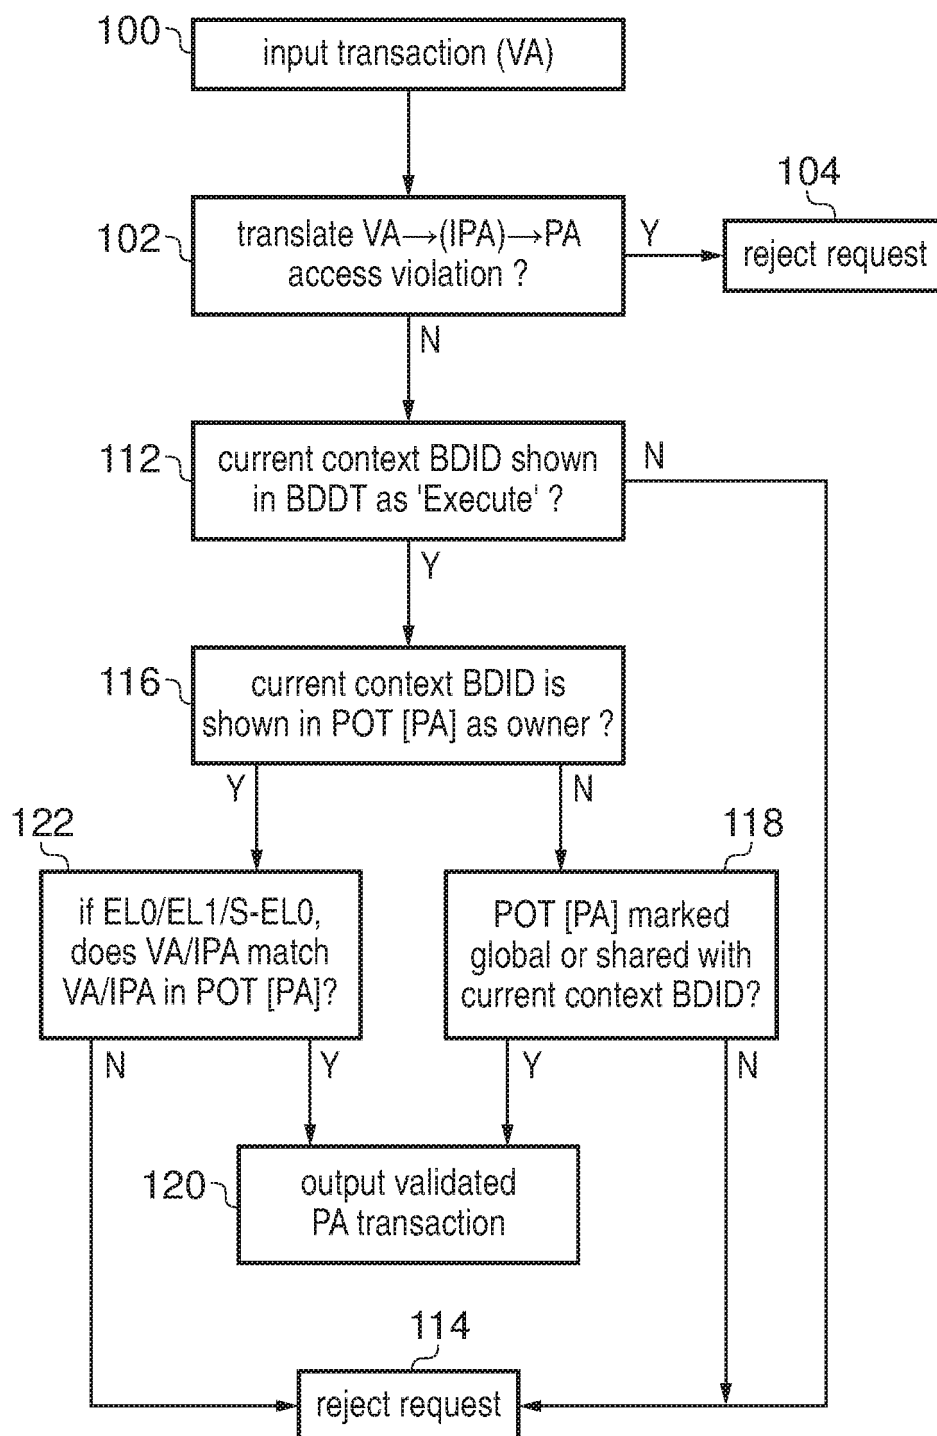 100
input transaction (VA)
104
102
translate VA→(IPA)→PA
access violation ?
Y
reject request
N
112
current context BDID shown
in BDDT as 'Execute' ?
N
Y
116
current context BDID is
shown in POT [PA] as owner ?
Y
N
122
118
if EL0/EL1/S-EL0,
does VA/IPA match
VA/IPA in POT [PA]?
POT [PA] marked
global or shared with
current context BDID?
N
Y
Y
N
120
output validated
PA transaction
114
reject request